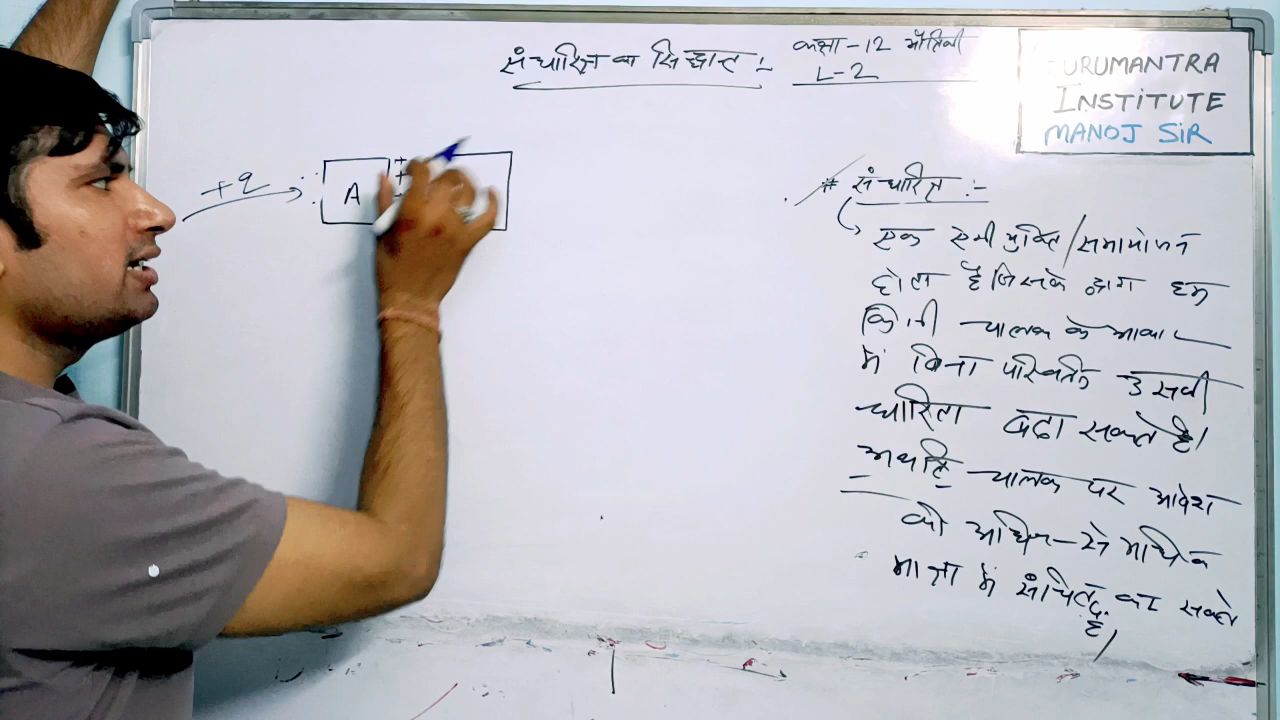 संधारित्र का सिद्धान्त :-
कक्षा - 12 भौतिकी
L-2
GURUMANTRA
INSTITUTE
MANOJ SIR
+q
A
* संधारित्र :-
एक ऐसी युक्ति / समायोजन
होता है जिसके द्वारा हम
किसी चालक के आकार
में बिना परिवर्तन उसकी
धारिता बढा सकते है।
अर्थात् चालक पर आवेश
को अधिक से अधिक
मात्रा में संचित कर सकते
है।